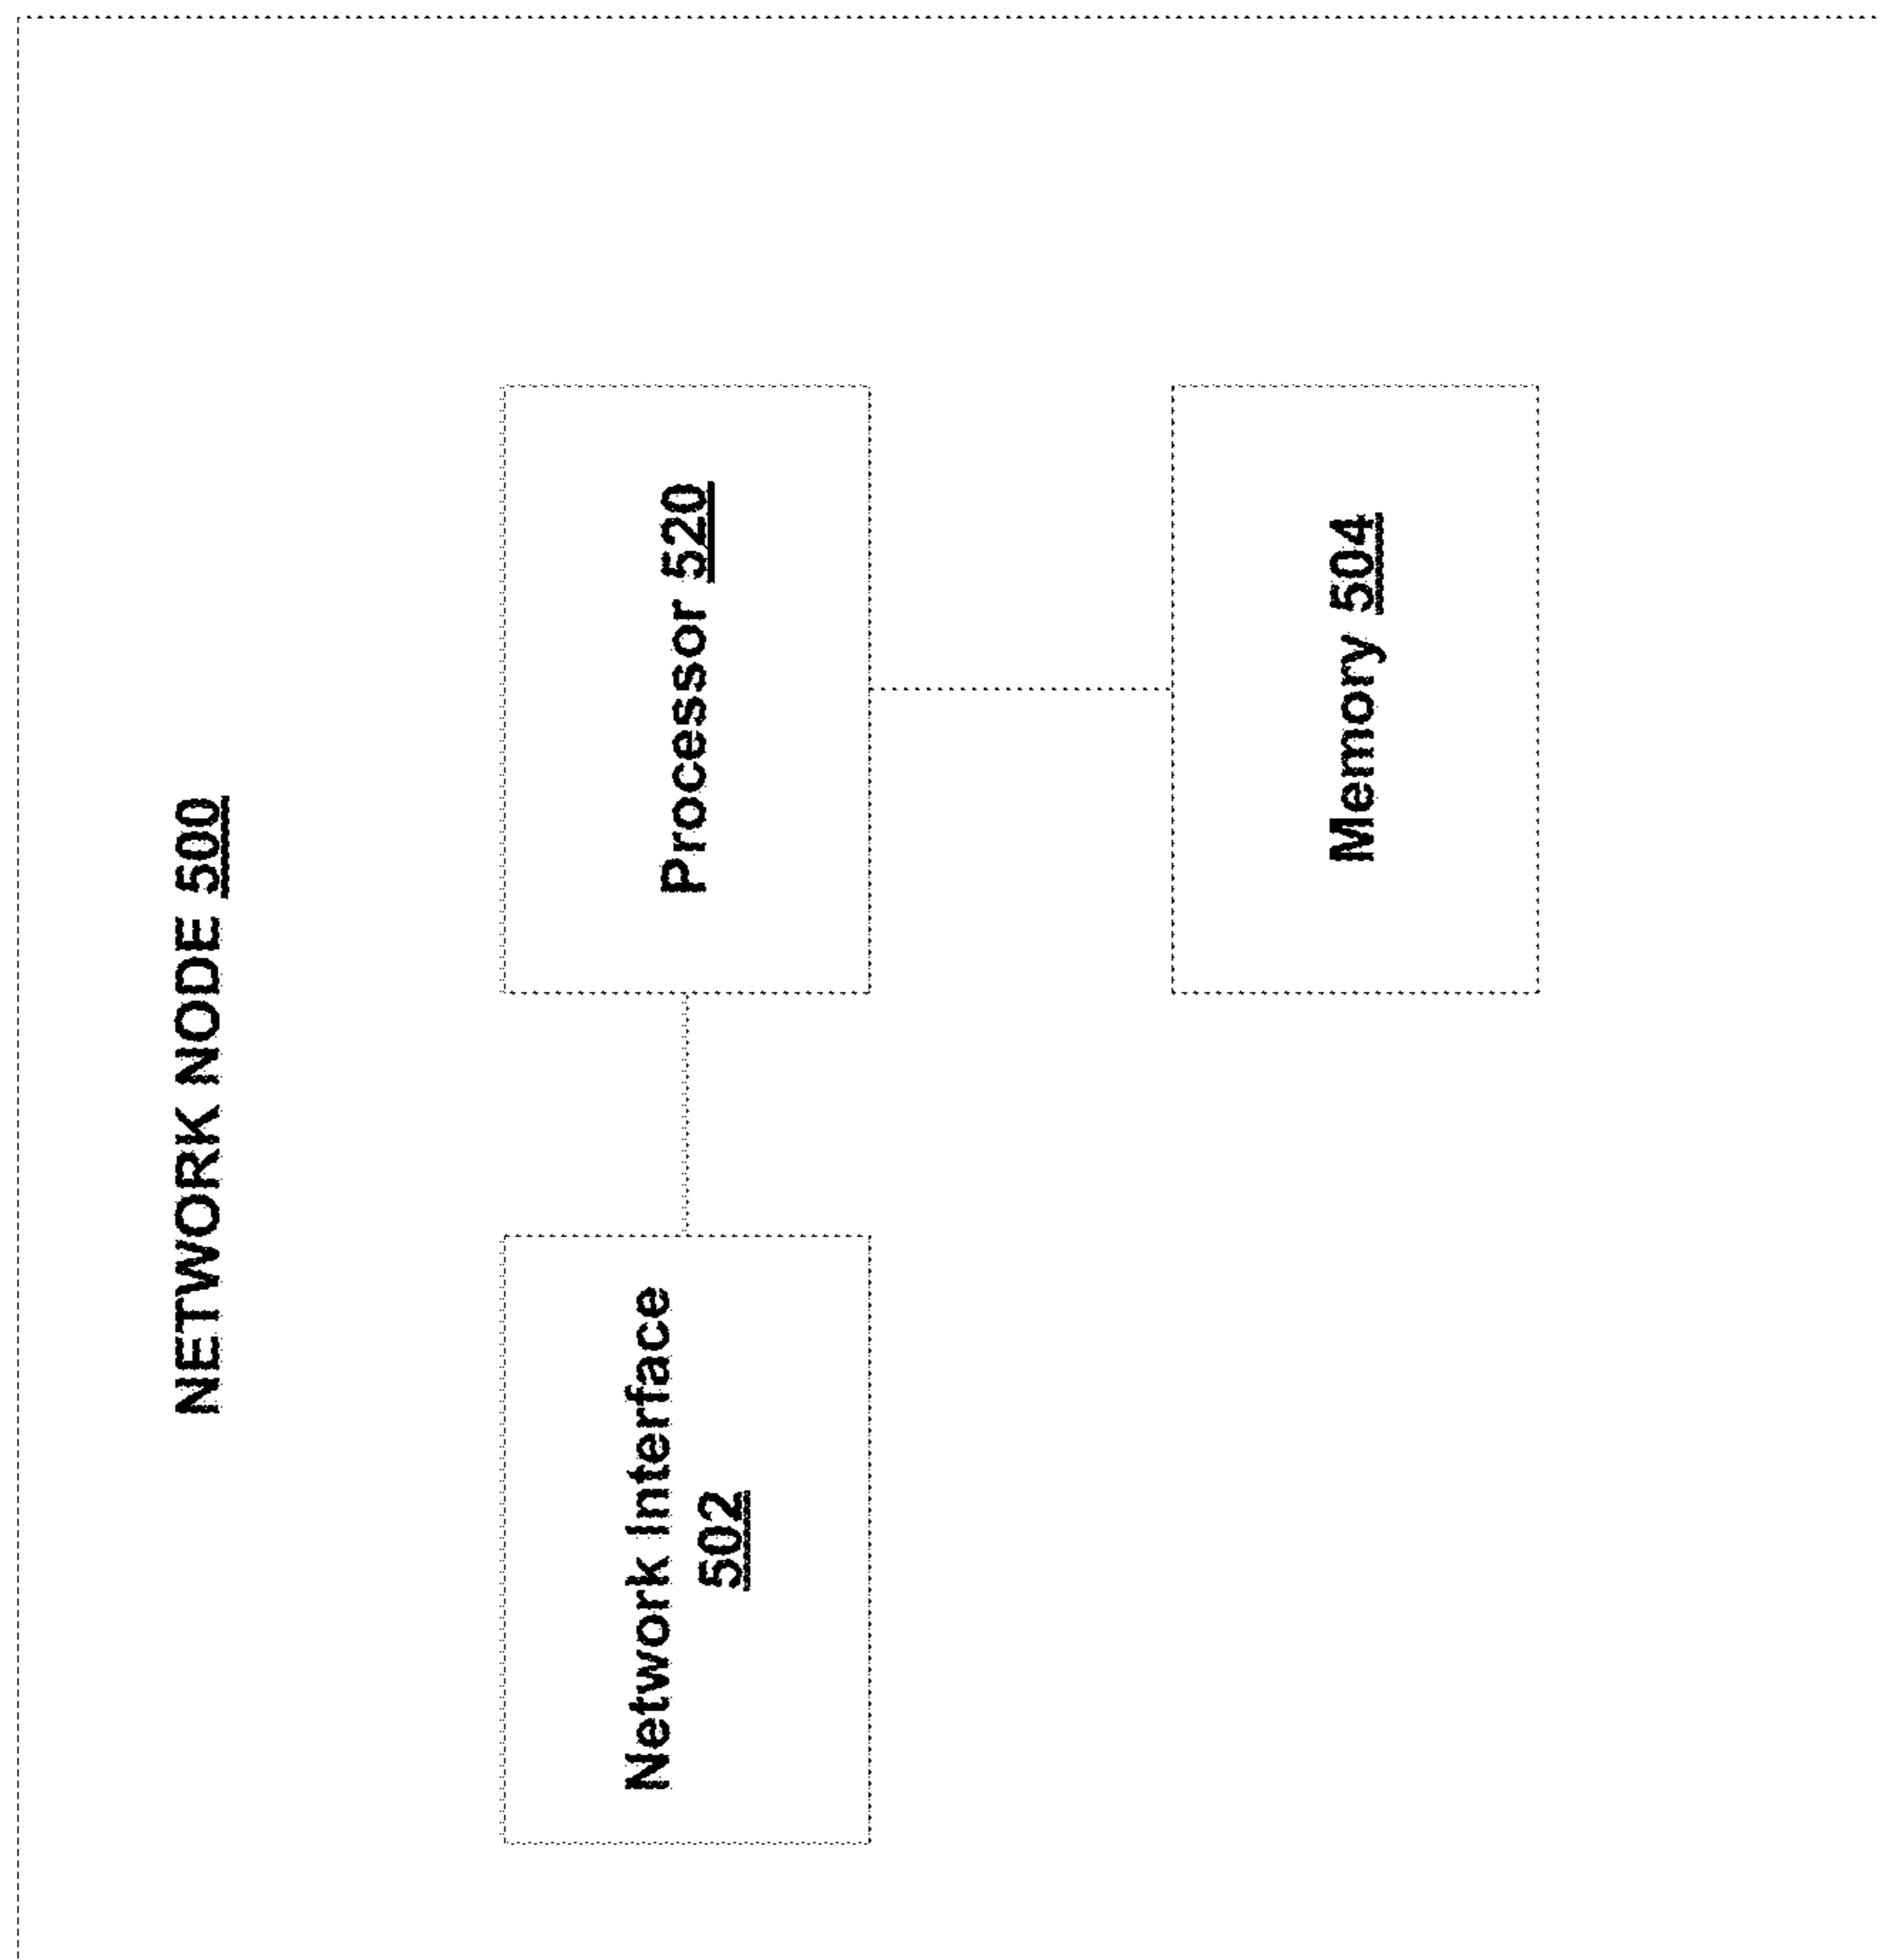 NETWORK NODE 500
Network Interface
502
Processor 520
Memory 504